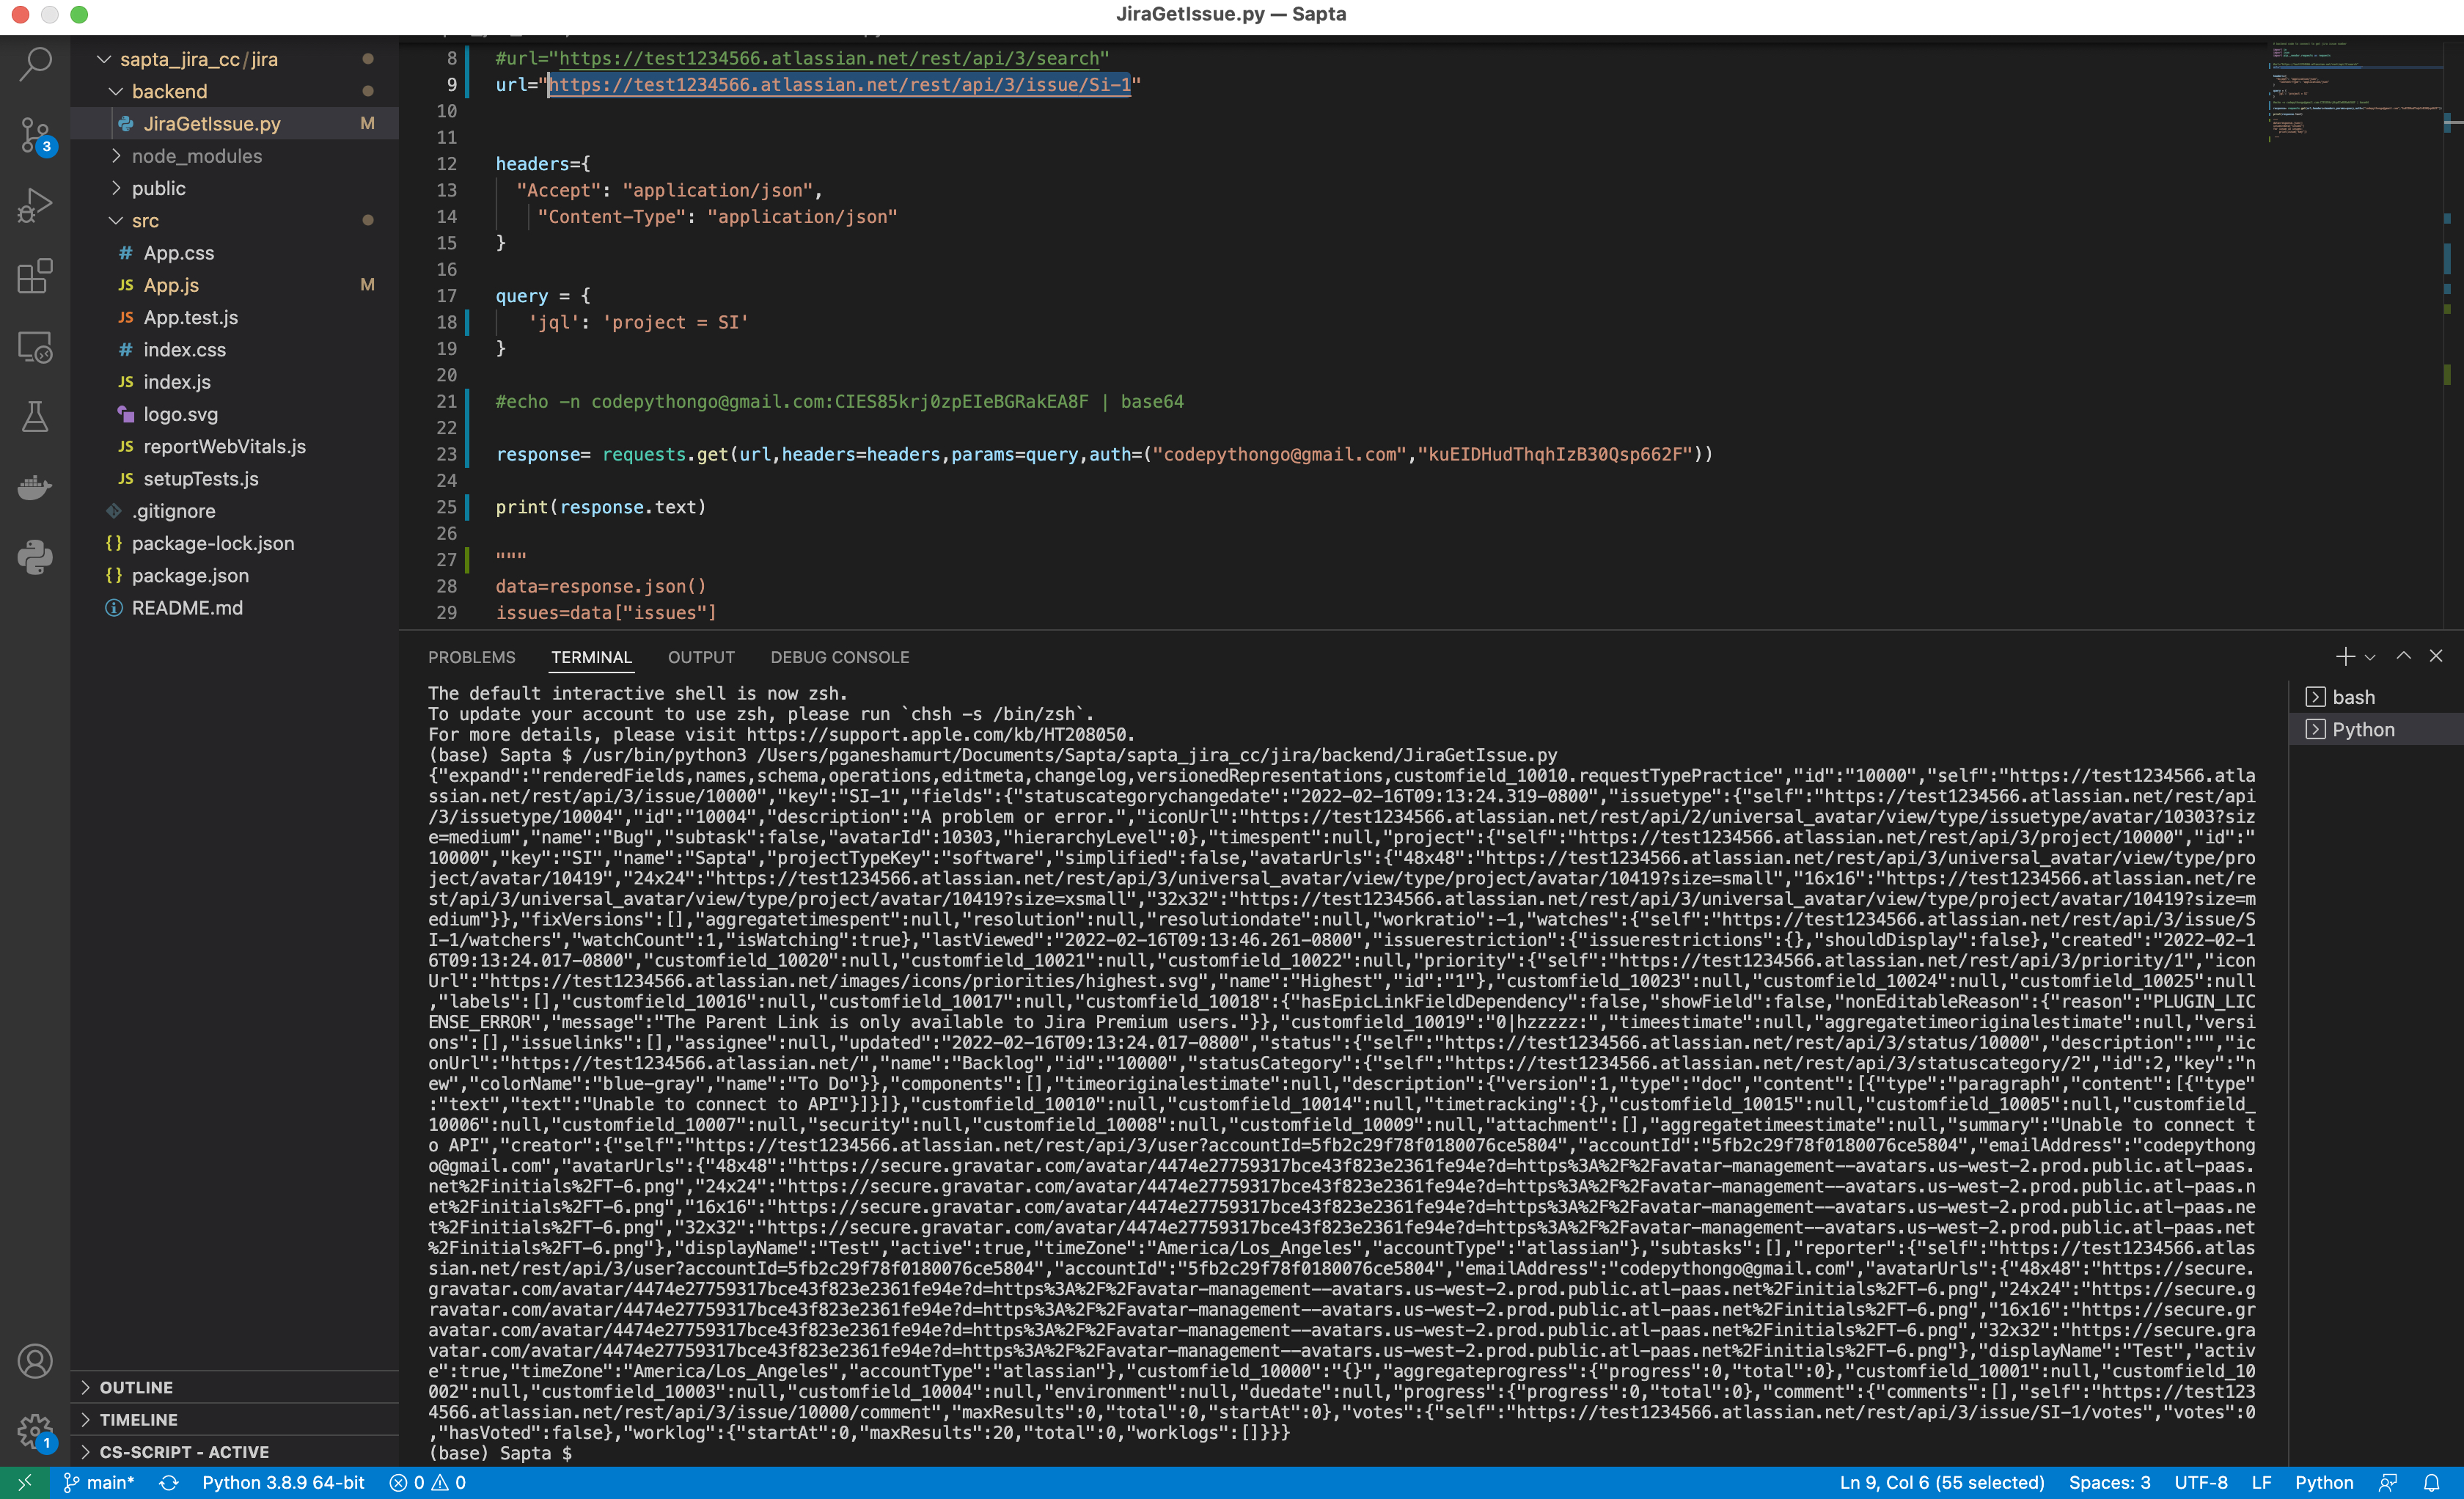 JiraGetIssue.py — Sapta
sapta_jira_cc/jira
backend
JiraGetIssue.py M
node_modules
public
src
App.css
App.js M
App.test.js
index.css
index.js
logo.svg
reportWebVitals.js
setupTests.js
.gitignore
package-lock.json
package.json
README.md
OUTLINE
TIMELINE
CS-SCRIPT - ACTIVE
3
1
8 #url="https://test1234566.atlassian.net/rest/api/3/search"
9 url="https://test1234566.atlassian.net/rest/api/3/issue/Si-1"
10
11
12 headers={
13 "Accept": "application/json",
14 "Content-Type": "application/json"
15 }
16
17 query = {
18 'jql': 'project = SI'
19 }
20
21 #echo -n codepythongo@gmail.com:CIES85krj0zpEIeBGRakEA8F | base64
22
23 response= requests.get(url,headers=headers,params=query,auth=("codepythongo@gmail.com","kuEIDHudThqhIzB30Qsp662F"))
24
25 print(response.text)
26
27 """
28 data=response.json()
29 issues=data["issues"]
PROBLEMS TERMINAL OUTPUT DEBUG CONSOLE
bash
Python
The default interactive shell is now zsh.
To update your account to use zsh, please run `chsh -s /bin/zsh`.
For more details, please visit https://support.apple.com/kb/HT208050.
(base) Sapta $ /usr/bin/python3 /Users/pganeshamurt/Documents/Sapta/sapta_jira_cc/jira/backend/JiraGetIssue.py
{"expand":"renderedFields,names,schema,operations,editmeta,changelog,versionedRepresentations,customfield_10010.requestTypePractice","id":"10000","self":"https://test1234566.atla
ssian.net/rest/api/3/issue/10000","key":"SI-1","fields":{"statuscategorychangedate":"2022-02-16T09:13:24.319-0800","issuetype":{"self":"https://test1234566.atlassian.net/rest/api
/3/issuetype/10004","id":"10004","description":"A problem or error.","iconUrl":"https://test1234566.atlassian.net/rest/api/2/universal_avatar/view/type/issuetype/avatar/10303?siz
e=medium","name":"Bug","subtask":false,"avatarId":10303,"hierarchyLevel":0},"timespent":null,"project":{"self":"https://test1234566.atlassian.net/rest/api/3/project/10000","id":"
10000","key":"SI","name":"Sapta","projectTypeKey":"software","simplified":false,"avatarUrls":{"48x48":"https://test1234566.atlassian.net/rest/api/3/universal_avatar/view/type/pro
ject/avatar/10419","24x24":"https://test1234566.atlassian.net/rest/api/3/universal_avatar/view/type/project/avatar/10419?size=small","16x16":"https://test1234566.atlassian.net/re
st/api/3/universal_avatar/view/type/project/avatar/10419?size=xsmall","32x32":"https://test1234566.atlassian.net/rest/api/3/universal_avatar/view/type/project/avatar/10419?size=m
edium"}},"fixVersions":[],"aggregatetimespent":null,"resolution":null,"resolutiondate":null,"workratio":-1,"watches":{"self":"https://test1234566.atlassian.net/rest/api/3/issue/S
I-1/watchers","watchCount":1,"isWatching":true},"lastViewed":"2022-02-16T09:13:46.261-0800","issuerestriction":{"issuerestrictions":{},"shouldDisplay":false},"created":"2022-02-1
6T09:13:24.017-0800","customfield_10020":null,"customfield_10021":null,"customfield_10022":null,"priority":{"self":"https://test1234566.atlassian.net/rest/api/3/priority/1","icon
Url":"https://test1234566.atlassian.net/images/icons/priorities/highest.svg","name":"Highest","id":"1"},"customfield_10023":null,"customfield_10024":null,"customfield_10025":null
,"labels":[],"customfield_10016":null,"customfield_10017":null,"customfield_10018":{"hasEpicLinkFieldDependency":false,"showField":false,"nonEditableReason":{"reason":"PLUGIN_LIC
ENSE_ERROR","message":"The Parent Link is only available to Jira Premium users."}},"customfield_10019":"0|hzzzzz:","timeestimate":null,"aggregatetimeoriginalestimate":null,"versi
ons":[],"issuelinks":[],"assignee":null,"updated":"2022-02-16T09:13:24.017-0800","status":{"self":"https://test1234566.atlassian.net/rest/api/3/status/10000","description":"","ic
onUrl":"https://test1234566.atlassian.net/","name":"Backlog","id":"10000","statusCategory":{"self":"https://test1234566.atlassian.net/rest/api/3/statuscategory/2","id":2,"key":"n
ew","colorName":"blue-gray","name":"To Do"}},"components":[],"timeoriginalestimate":null,"description":{"version":1,"type":"doc","content":[{"type":"paragraph","content":[{"type"
:"text","text":"Unable to connect to API"}]}]},"customfield_10010":null,"customfield_10014":null,"timetracking":{},"customfield_10015":null,"customfield_10005":null,"customfield_
10006":null,"customfield_10007":null,"security":null,"customfield_10008":null,"customfield_10009":null,"attachment":[],"aggregatetimeestimate":null,"summary":"Unable to connect t
o API","creator":{"self":"https://test1234566.atlassian.net/rest/api/3/user?accountId=5fb2c29f78f0180076ce5804","accountId":"5fb2c29f78f0180076ce5804","emailAddress":"codepythong
o@gmail.com","avatarUrls":{"48x48":"https://secure.gravatar.com/avatar/4474e27759317bce43f823e2361fe94e?d=https%3A%2F%2Favatar-management--avatars.us-west-2.prod.public.atl-paas.
net%2Finitials%2FT-6.png","24x24":"https://secure.gravatar.com/avatar/4474e27759317bce43f823e2361fe94e?d=https%3A%2F%2Favatar-management--avatars.us-west-2.prod.public.atl-paas.n
et%2Finitials%2FT-6.png","16x16":"https://secure.gravatar.com/avatar/4474e27759317bce43f823e2361fe94e?d=https%3A%2F%2Favatar-management--avatars.us-west-2.prod.public.atl-paas.ne
t%2Finitials%2FT-6.png","32x32":"https://secure.gravatar.com/avatar/4474e27759317bce43f823e2361fe94e?d=https%3A%2F%2Favatar-management--avatars.us-west-2.prod.public.atl-paas.net
%2Finitials%2FT-6.png"},"displayName":"Test","active":true,"timeZone":"America/Los_Angeles","accountType":"atlassian"},"subtasks":[],"reporter":{"self":"https://test1234566.atlas
sian.net/rest/api/3/user?accountId=5fb2c29f78f0180076ce5804","accountId":"5fb2c29f78f0180076ce5804","emailAddress":"codepythongo@gmail.com","avatarUrls":{"48x48":"https://secure.
gravatar.com/avatar/4474e27759317bce43f823e2361fe94e?d=https%3A%2F%2Favatar-management--avatars.us-west-2.prod.public.atl-paas.net%2Finitials%2FT-6.png","24x24":"https://secure.g
ravatar.com/avatar/4474e27759317bce43f823e2361fe94e?d=https%3A%2F%2Favatar-management--avatars.us-west-2.prod.public.atl-paas.net%2Finitials%2FT-6.png","16x16":"https://secure.gr
avatar.com/avatar/4474e27759317bce43f823e2361fe94e?d=https%3A%2F%2Favatar-management--avatars.us-west-2.prod.public.atl-paas.net%2Finitials%2FT-6.png","32x32":"https://secure.gra
vatar.com/avatar/4474e27759317bce43f823e2361fe94e?d=https%3A%2F%2Favatar-management--avatars.us-west-2.prod.public.atl-paas.net%2Finitials%2FT-6.png"},"displayName":"Test","activ
e":true,"timeZone":"America/Los_Angeles","accountType":"atlassian"},"customfield_10000":"{}","aggregateprogress":{"progress":0,"total":0},"customfield_10001":null,"customfield_10
002":null,"customfield_10003":null,"customfield_10004":null,"environment":null,"duedate":null,"progress":{"progress":0,"total":0},"comment":{"comments":[],"self":"https://test123
4566.atlassian.net/rest/api/3/issue/10000/comment","maxResults":0,"total":0,"startAt":0},"votes":{"self":"https://test1234566.atlassian.net/rest/api/3/issue/SI-1/votes","votes":0
,"hasVoted":false},"worklog":{"startAt":0,"maxResults":20,"total":0,"worklogs":[]}}}
(base) Sapta $
main* Python 3.8.9 64-bit 0 0 Ln 9, Col 6 (55 selected) Spaces: 3 UTF-8 LF Python